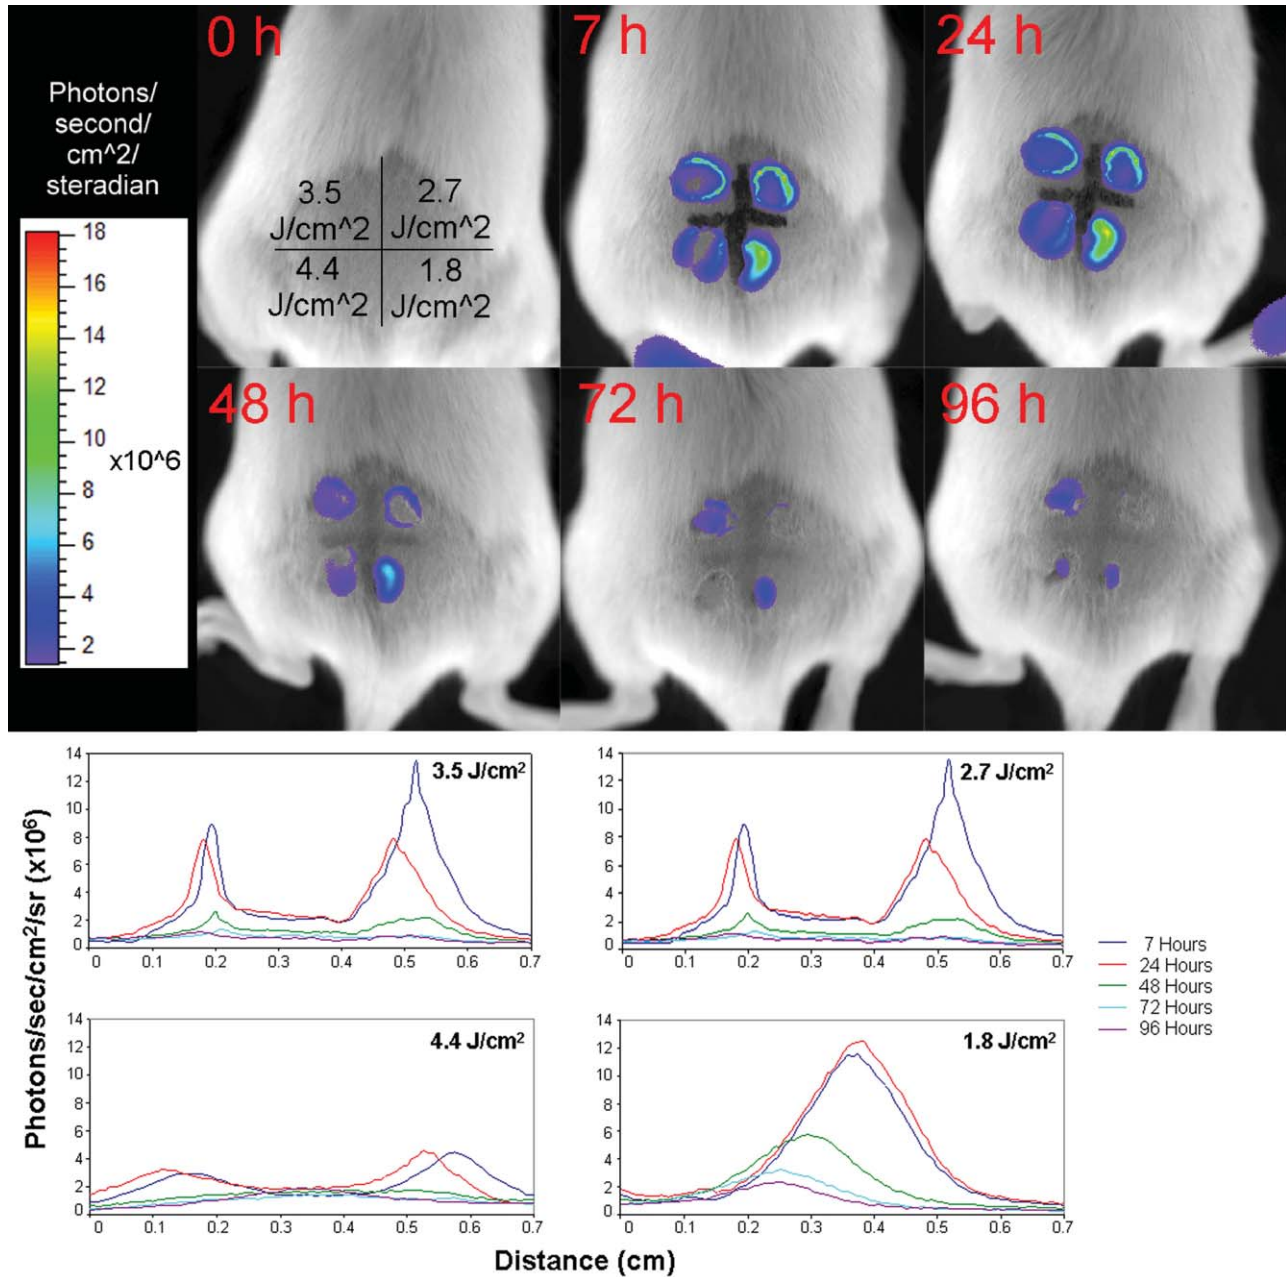 Photons/
second/
cm^2/
steradian
18
16
14
12
10
x10^6
8
6
4
2
0 h
7 h
24 h
3.5
J/cm^2
2.7
J/cm^2
4.4
J/cm^2
1.8
J/cm^2
48 h
72 h
96 h
Photons/sec/cm²/sr (x10⁶)
3.5 J/cm²
14
12
10
8
6
4
2
0
0 0.1 0.2 0.3 0.4 0.5 0.6 0.7
2.7 J/cm²
14
12
10
8
6
4
2
0
0 0.1 0.2 0.3 0.4 0.5 0.6 0.7
4.4 J/cm²
14
12
10
8
6
4
2
0
0 0.1 0.2 0.3 0.4 0.5 0.6 0.7
1.8 J/cm²
14
12
10
8
6
4
2
0
0 0.1 0.2 0.3 0.4 0.5 0.6 0.7
7 Hours
24 Hours
48 Hours
72 Hours
96 Hours
Distance (cm)